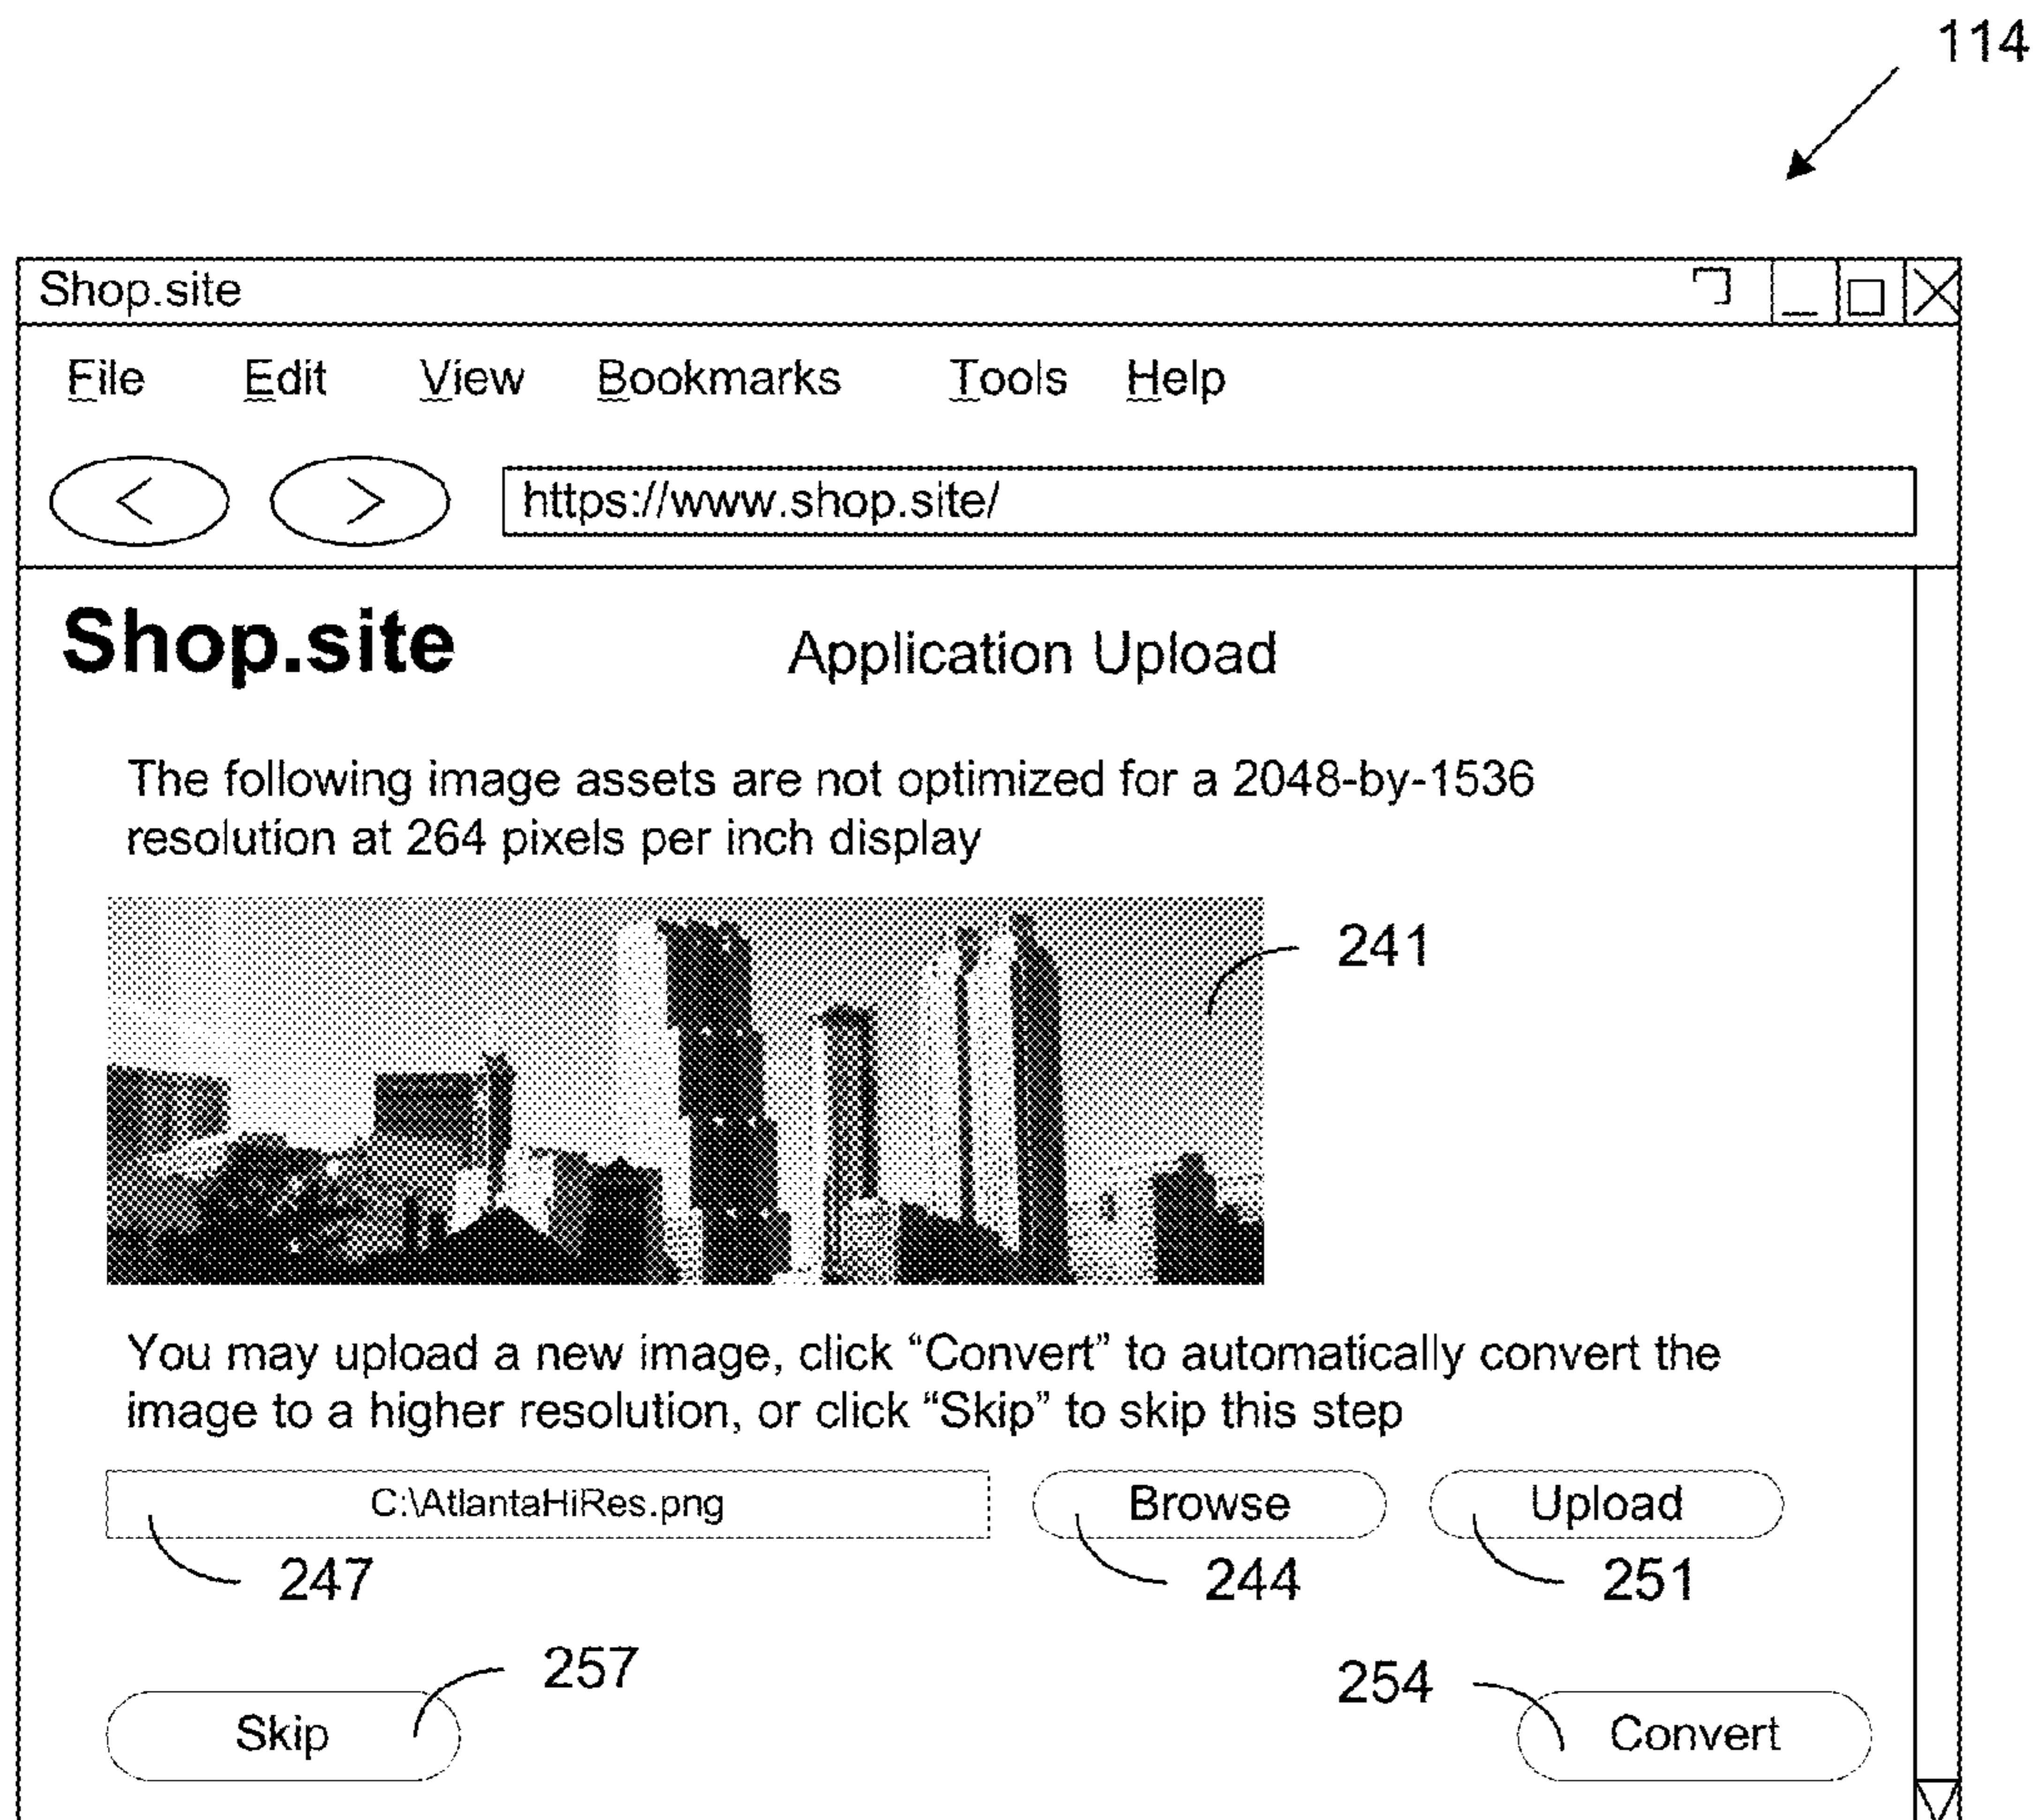 114
Shop.site
File Edit View Bookmarks Tools Help
< > https://www.shop.site/
Shop.site Application Upload
The following image assets are not optimized for a 2048-by-1536
resolution at 264 pixels per inch display
241
You may upload a new image, click “Convert” to automatically convert the
image to a higher resolution, or click “Skip” to skip this step
C:\AtlantaHiRes.png Browse Upload
247 244 251
257 254
Skip Convert